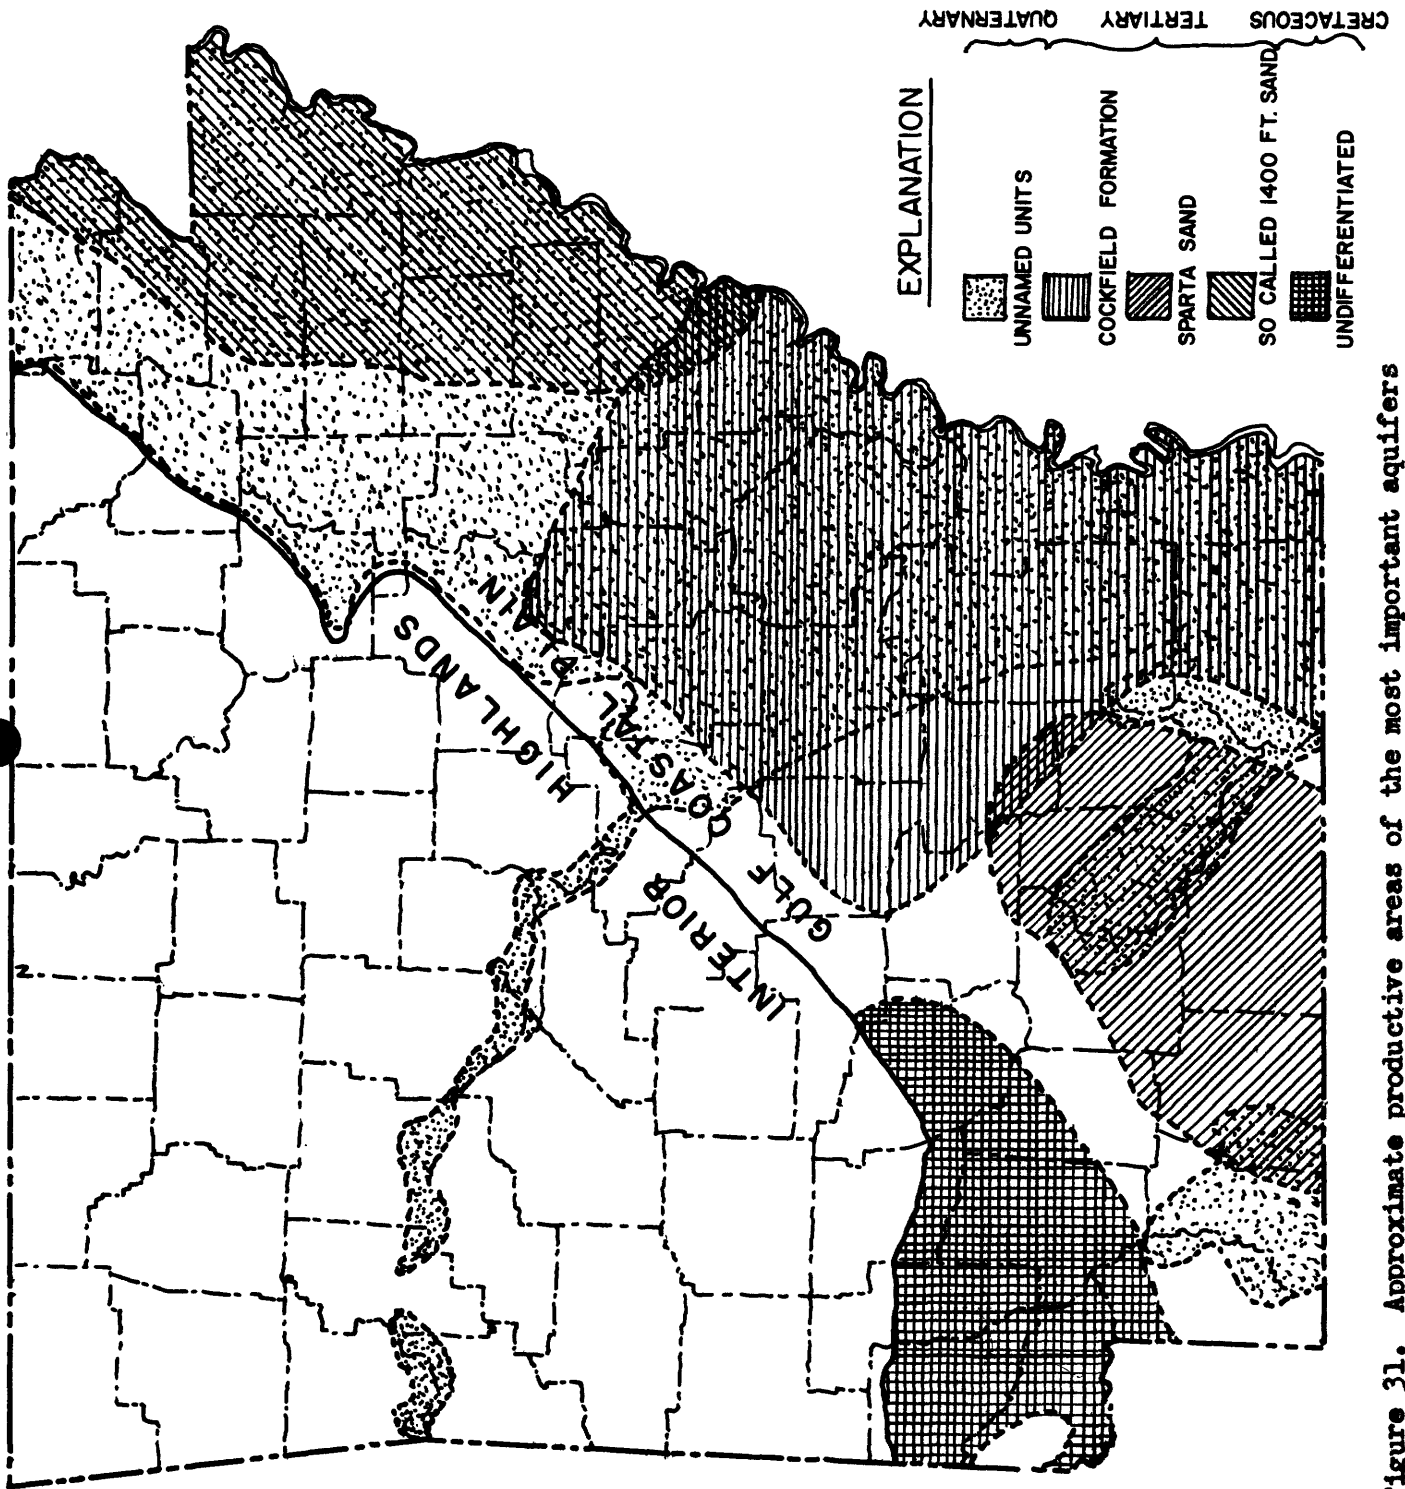 INTERIOR HIGHLANDS
GULF COASTAL PLAIN
EXPLANATION
UNNAMED UNITS
QUATERNARY
COCKFIELD FORMATION
SPARTA SAND
SO CALLED 1400 FT. SAND
TERTIARY
UNDIFFERENTIATED
CRETACEOUS
igure 31. Approximate productive areas of the most important aquifers